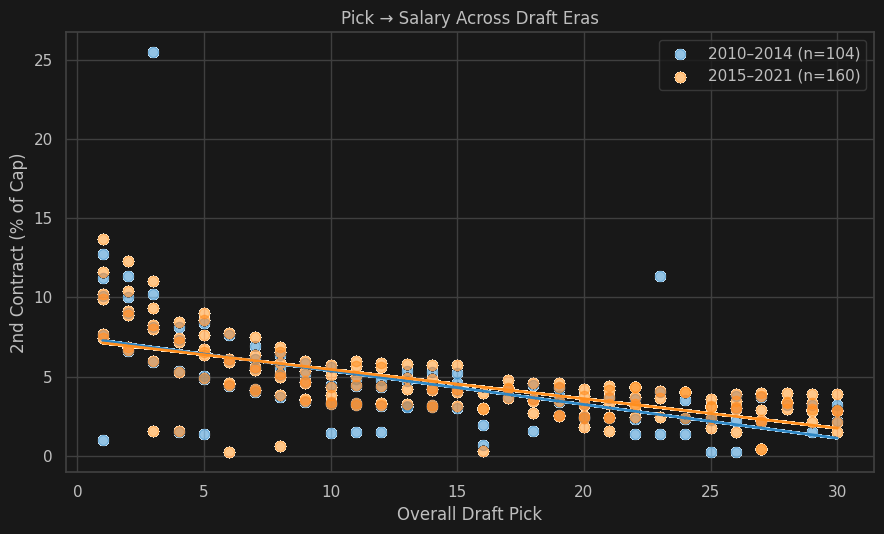 Pick → Salary Across Draft Eras
2010–2014 (n=104)
2015–2021 (n=160)
2nd Contract (% of Cap)
25
20
15
10
5
0
0 5 10 15 20 25 30
Overall Draft Pick